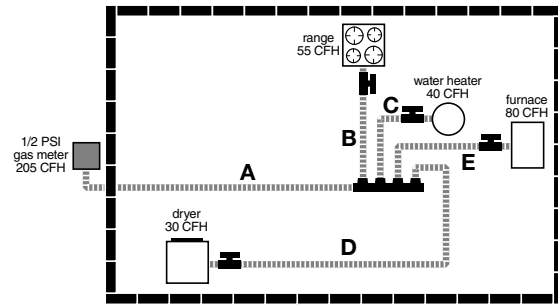 range
55 CFH
water heater
40 CFH
furnace
80 CFH
C
B
E
1/2 PSI
gas meter
205 CFH
A
dryer
30 CFH
D